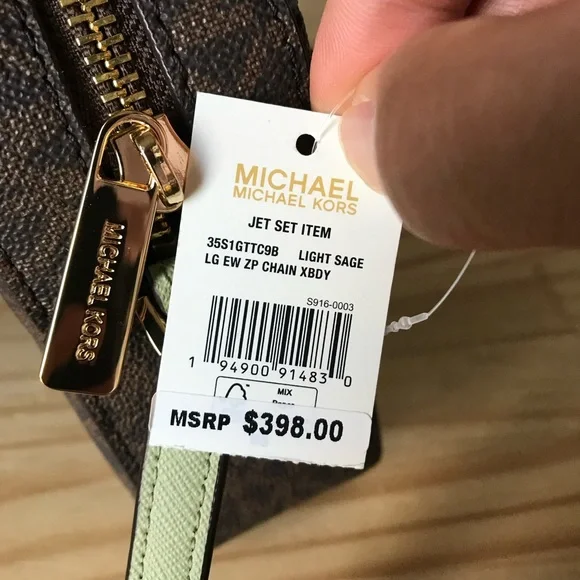 MICHAEL
MICHAEL KORS
JET SET ITEM
35S1GTTC9B LIGHT SAGE
LG EW ZP CHAIN XBDY
S916-0003
1 94900 91483 0
MIX
MSRP $398.00
MICHAEL KORS